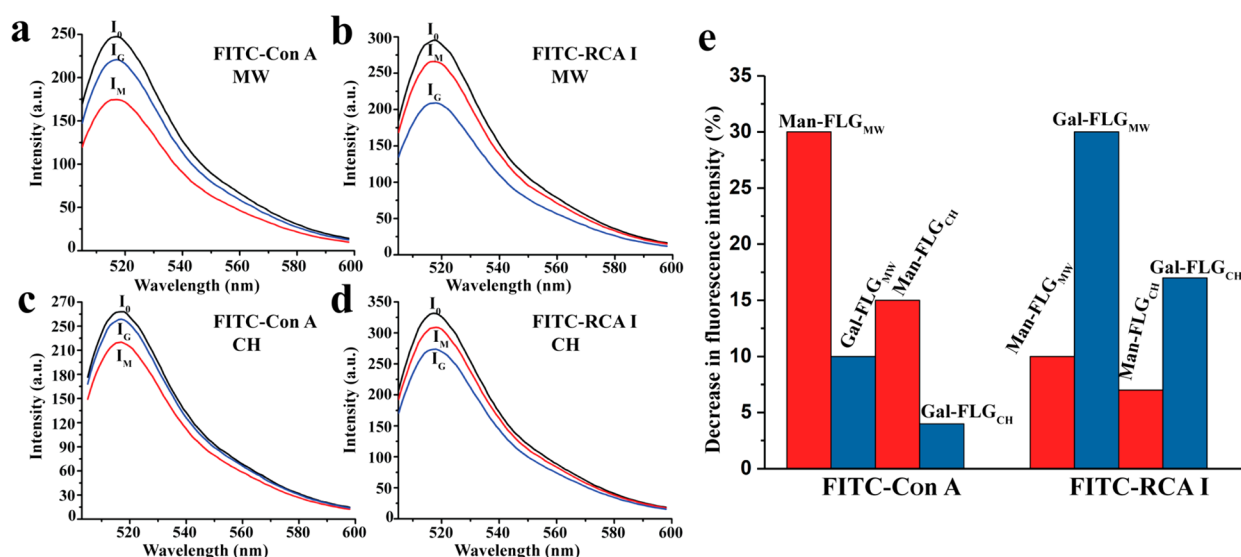 a
I0
IG
IM
FITC-Con A
MW
Intensity (a.u.)
250
200
150
100
50
0
520 540 560 580 600
Wavelength (nm)
b
I0
IM
IG
FITC-RCA I
MW
Intensity (a.u.)
300
250
200
150
100
50
0
520 540 560 580 600
Wavelength (nm)
c
I0
IG
IM
FITC-Con A
CH
Intensity (a.u.)
270
240
210
180
150
120
90
60
30
0
520 540 560 580 600
Wavelength (nm)
d
I0
IM
IG
FITC-RCA I
CH
Intensity (a.u.)
350
300
250
200
150
100
50
0
520 540 560 580 600
Wavelength (nm)
e
Decrease in fluorescence intensity (%)
35
30
25
20
15
10
5
0
Man-FLGMW
Gal-FLGMW
Man-FLGCH
Gal-FLGCH
Man-FLGMW
Gal-FLGMW
Man-FLGCH
Gal-FLGCH
FITC-Con A
FITC-RCA I